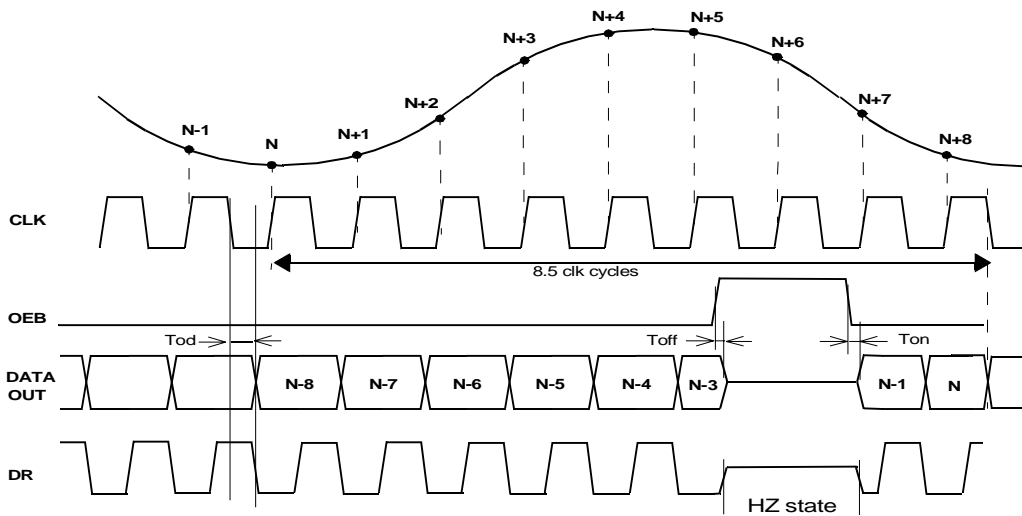 N-1
N
N+1
N+2
N+3
N+4
N+5
N+6
N+7
N+8
CLK
8.5 clk cycles
OEB
Tod
Toff
Ton
DATA
OUT
N-8
N-7
N-6
N-5
N-4
N-3
N-1
N
DR
HZ state